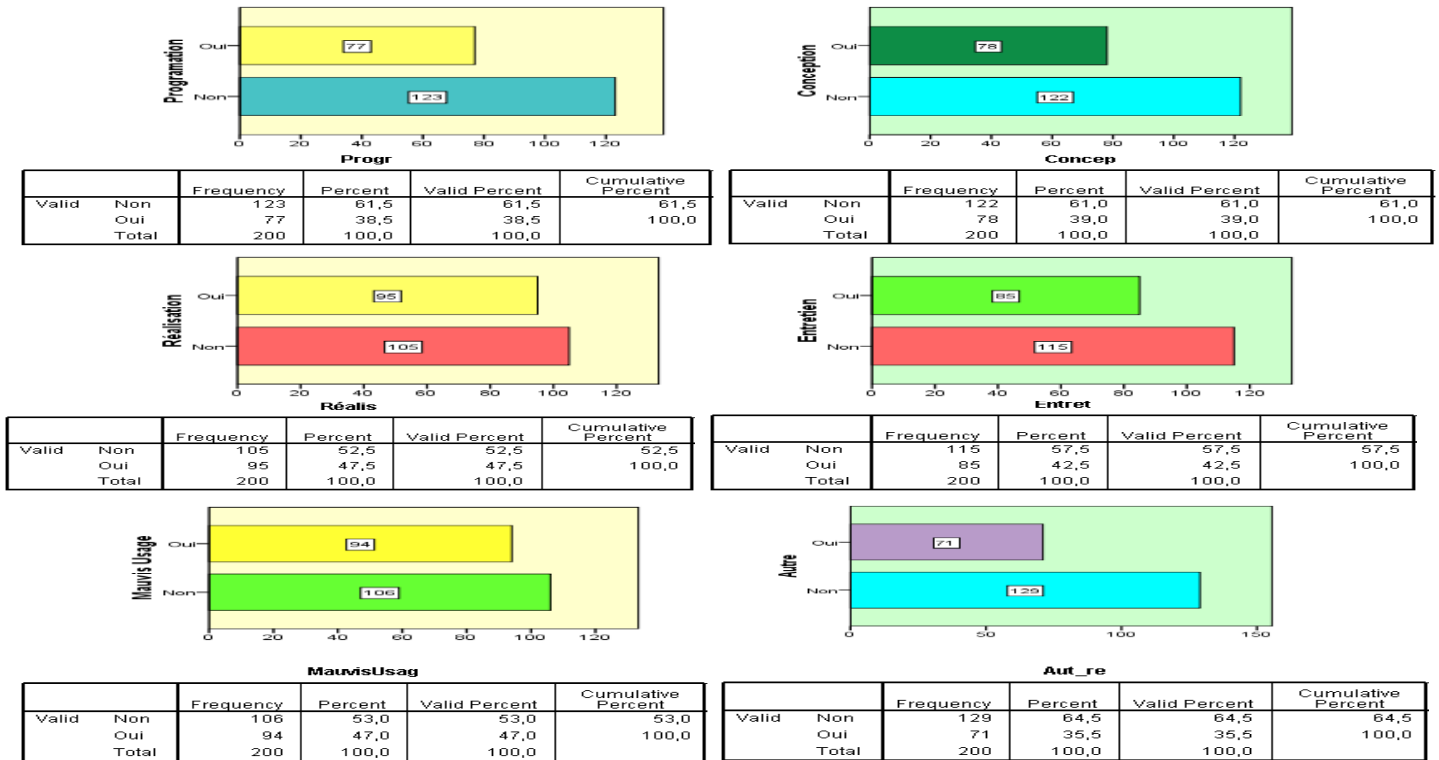 Programation
Oui
77
Non
123
0 20 40 60 80 100 120
Progr
Frequency Percent Valid Percent Cumulative Percent
Valid Non 123 61,5 61,5 61,5
Oui 77 38,5 38,5 100,0
Total 200 100,0 100,0
Conception
Oui
78
Non
122
0 20 40 60 80 100 120
Concep
Frequency Percent Valid Percent Cumulative Percent
Valid Non 122 61,0 61,0 61,0
Oui 78 39,0 39,0 100,0
Total 200 100,0 100,0
Réalisation
Oui
95
Non
105
0 20 40 60 80 100 120
Réalis
Frequency Percent Valid Percent Cumulative Percent
Valid Non 105 52,5 52,5 52,5
Oui 95 47,5 47,5 100,0
Total 200 100,0 100,0
Entretien
Oui
85
Non
115
0 20 40 60 80 100 120
Entret
Frequency Percent Valid Percent Cumulative Percent
Valid Non 115 57,5 57,5 57,5
Oui 85 42,5 42,5 100,0
Total 200 100,0 100,0
Mauvis Usage
Oui
94
Non
106
0 20 40 60 80 100 120
MauvisUsag
Frequency Percent Valid Percent Cumulative Percent
Valid Non 106 53,0 53,0 53,0
Oui 94 47,0 47,0 100,0
Total 200 100,0 100,0
Autre
Oui
71
Non
129
0 50 100 150
Aut_re
Frequency Percent Valid Percent Cumulative Percent
Valid Non 129 64,5 64,5 64,5
Oui 71 35,5 35,5 100,0
Total 200 100,0 100,0